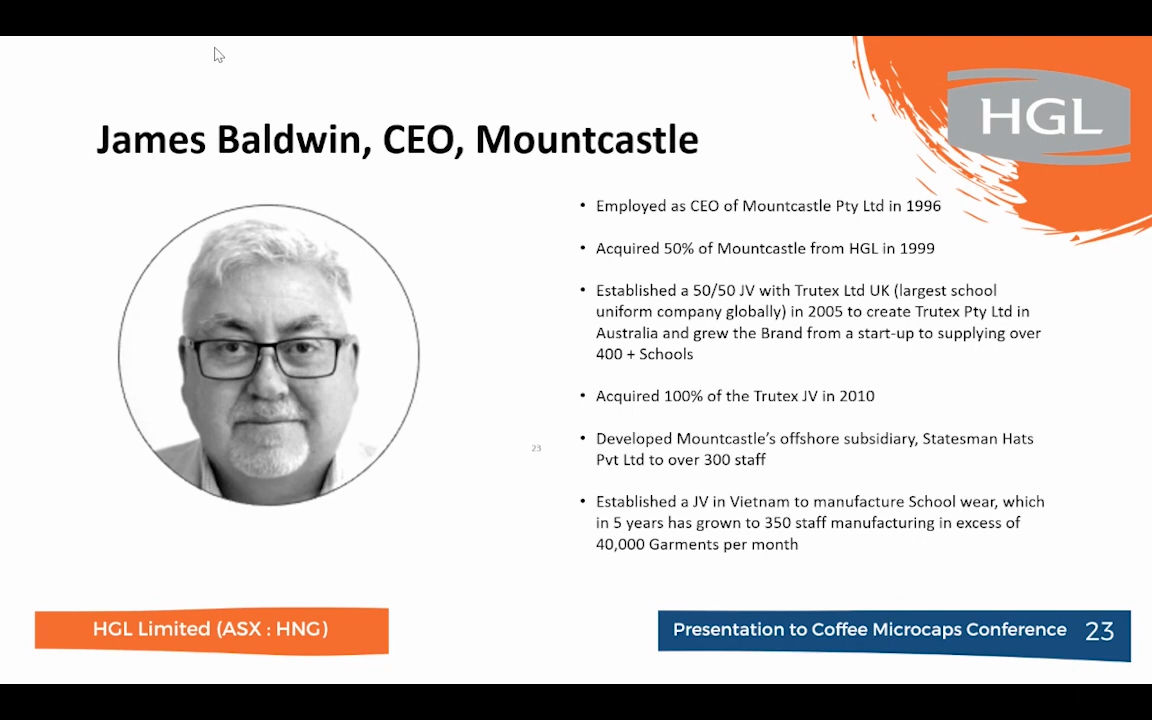 HGL
James Baldwin, CEO, Mountcastle
• Employed as CEO of Mountcastle Pty Ltd in 1996
• Acquired 50% of Mountcastle from HGL in 1999
• Established a 50/50 JV with Trutex Ltd UK (largest school
uniform company globally) in 2005 to create Trutex Pty Ltd in
Australia and grew the Brand from a start-up to supplying over
400 + Schools
• Acquired 100% of the Trutex JV in 2010
• Developed Mountcastle’s offshore subsidiary, Statesman Hats
Pvt Ltd to over 300 staff
23
• Established a JV in Vietnam to manufacture School wear, which
in 5 years has grown to 350 staff manufacturing in excess of
40,000 Garments per month
HGL Limited (ASX : HNG)
Presentation to Coffee Microcaps Conference 23